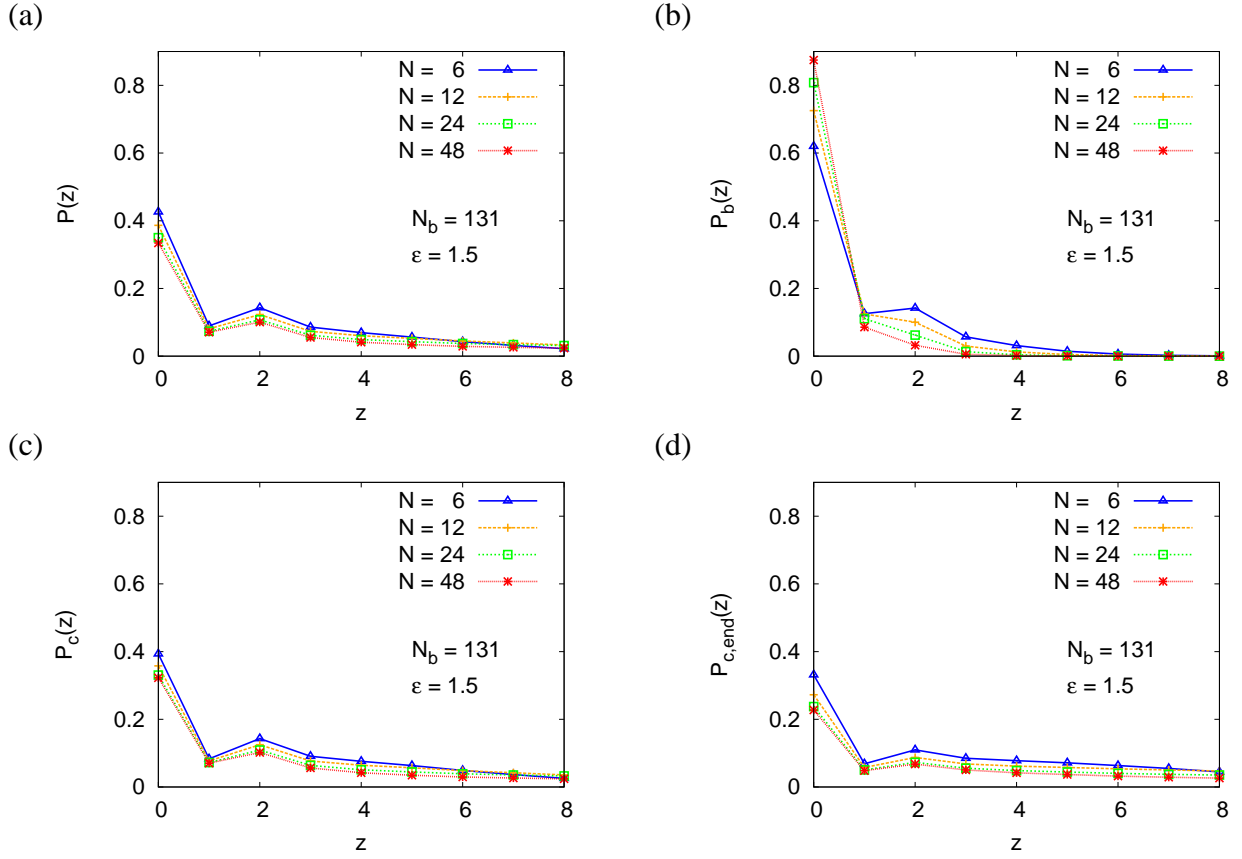 (a)
P(z)
0.8
0.6
0.4
0.2
0
0 2 4 6 8
z
N = 6
N = 12
N = 24
N = 48
N_b = 131
ε = 1.5
(b)
P_b(z)
0.8
0.6
0.4
0.2
0
0 2 4 6 8
z
N = 6
N = 12
N = 24
N = 48
N_b = 131
ε = 1.5
(c)
P_c(z)
0.8
0.6
0.4
0.2
0
0 2 4 6 8
z
N = 6
N = 12
N = 24
N = 48
N_b = 131
ε = 1.5
(d)
P_c,end(z)
0.8
0.6
0.4
0.2
0
0 2 4 6 8
z
N = 6
N = 12
N = 24
N = 48
N_b = 131
ε = 1.5